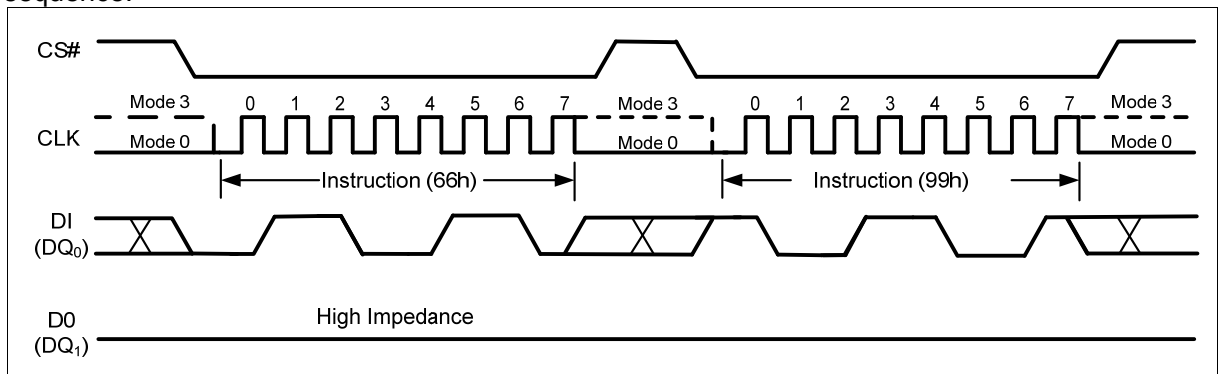 sequence.
CS#
Mode 3 0 1 2 3 4 5 6 7 Mode 3 0 1 2 3 4 5 6 7 Mode 3
CLK
Mode 0 Mode 0 Mode 0
Instruction (66h) Instruction (99h)
DI
(DQ0)
High Impedance
D0
(DQ1)